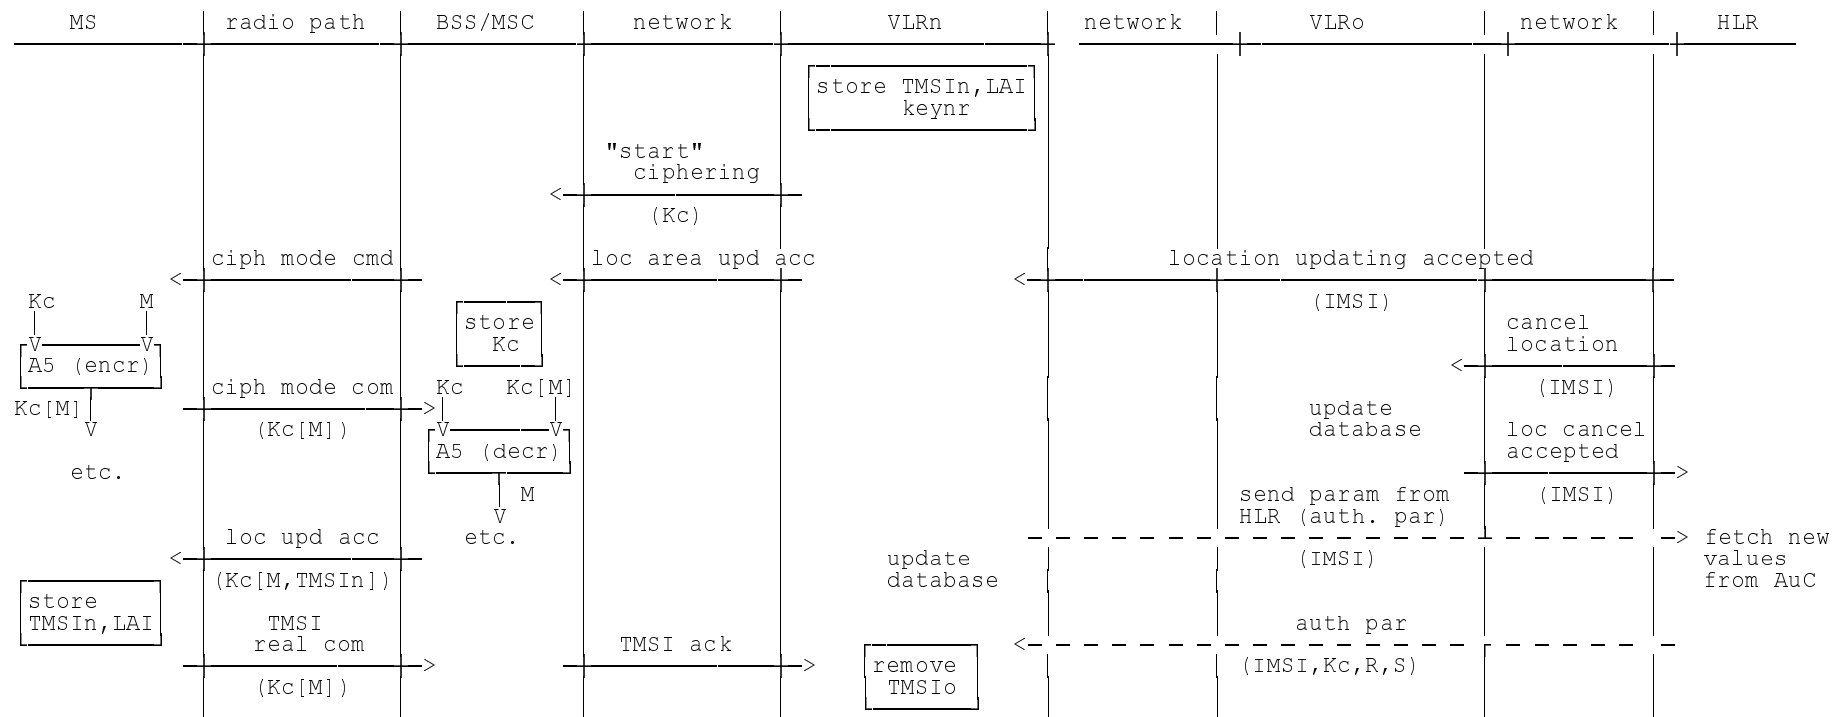 MS radio path BSS/MSC network VLRn network VLRo network HLR
store TMSIn,LAI
keynr
"start"
ciphering
(Kc)
ciph mode cmd loc area upd acc location updating accepted
Kc M (IMSI)
store cancel
Kc location
A5 (encr)
ciph mode com Kc Kc[M] (IMSI)
Kc[M] update
V (Kc[M]) V V database loc cancel
A5 (decr) accepted
etc.
M send param from (IMSI)
V HLR (auth. par)
loc upd acc etc. fetch new
update (IMSI) values
(Kc[M,TMSIn]) database from AuC
store
TMSIn,LAI TMSI auth par
real com TMSI ack
remove (IMSI,Kc,R,S)
(Kc[M]) TMSIo